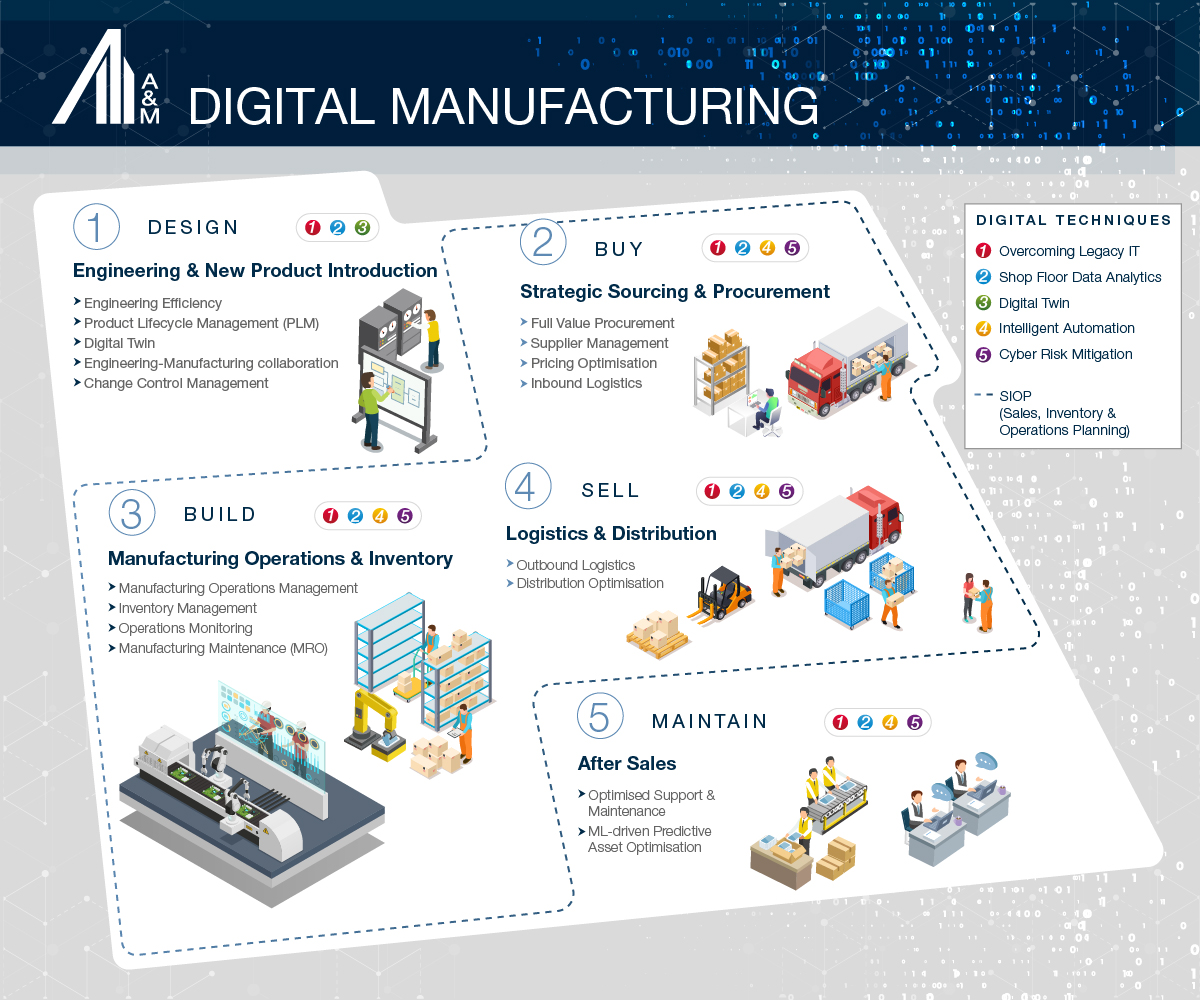 A
&
M
DIGITAL MANUFACTURING
1
DESIGN
1 2 3
Engineering & New Product Introduction
Engineering Efficiency
Product Lifecycle Management (PLM)
Digital Twin
Engineering-Manufacturing collaboration
Change Control Management
2
BUY
1 2 4 5
Strategic Sourcing & Procurement
Full Value Procurement
Supplier Management
Pricing Optimisation
Inbound Logistics
DIGITAL TECHNIQUES
1 Overcoming Legacy IT
2 Shop Floor Data Analytics
3 Digital Twin
4 Intelligent Automation
5 Cyber Risk Mitigation
SIOP
(Sales, Inventory &
Operations Planning)
3
BUILD
1 2 4 5
Manufacturing Operations & Inventory
Manufacturing Operations Management
Inventory Management
Operations Monitoring
Manufacturing Maintenance (MRO)
4
SELL
1 2 4 5
Logistics & Distribution
Outbound Logistics
Distribution Optimisation
5
MAINTAIN
1 2 4 5
After Sales
Optimised Support &
Maintenance
ML-driven Predictive
Asset Optimisation